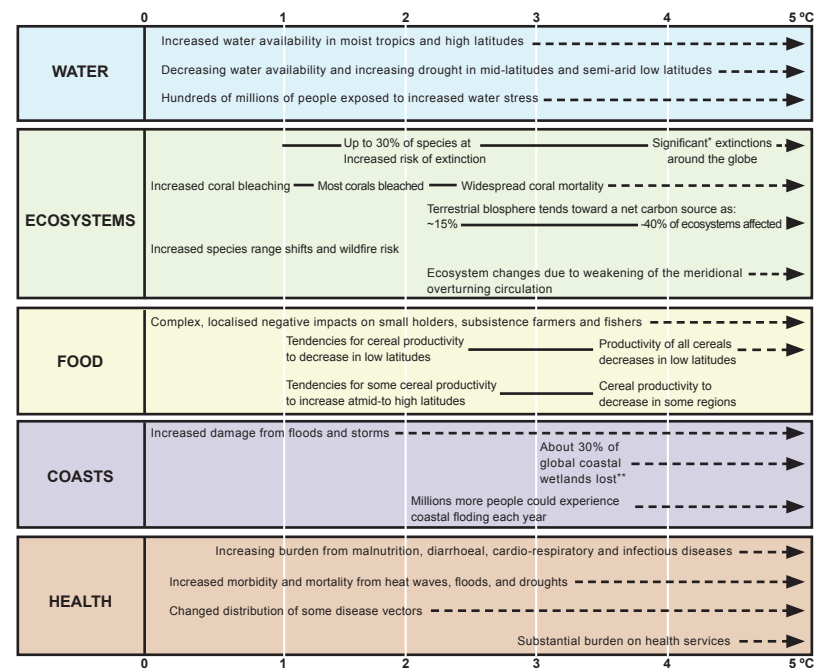 0 1 2 3 4 5 ºC
WATER
Increased water availability in moist tropics and high latitudes
Decreasing water availability and increasing drought in mid-latitudes and semi-arid low latitudes
Hundreds of millions of people exposed to increased water stress
ECOSYSTEMS
Up to 30% of species at
Increased risk of extinction
Significant* extinctions
around the globe
Increased coral bleaching
Most corals bleached
Widespread coral mortality
Terrestrial blosphere tends toward a net carbon source as:
~15%
-40% of ecosystems affected
Increased species range shifts and wildfire risk
Ecosystem changes due to weakening of the meridional
overturning circulation
FOOD
Complex, localised negative impacts on small holders, subsistence farmers and fishers
Tendencies for cereal productivity
to decrease in low latitudes
Productivity of all cereals
decreases in low latitudes
Tendencies for some cereal productivity
to increase atmid-to high latitudes
Cereal productivity to
decrease in some regions
COASTS
Increased damage from floods and storms
About 30% of
global coastal
wetlands lost**
Millions more people could experience
coastal floding each year
HEALTH
Increasing burden from malnutrition, diarrhoeal, cardio-respiratory and infectious diseases
Increased morbidity and mortality from heat waves, floods, and droughts
Changed distribution of some disease vectors
Substantial burden on health services
0 1 2 3 4 5 ºC